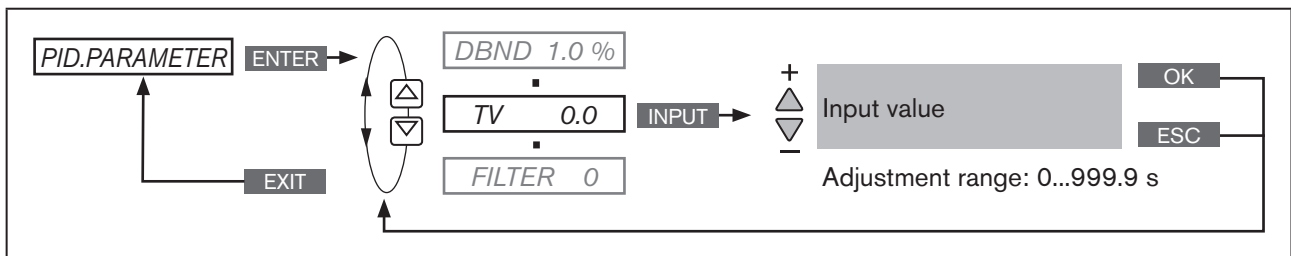 PID.PARAMETER ENTER
DBND 1.0 %
TV 0.0 INPUT
FILTER 0
EXIT
+
−
Input value
OK
ESC
Adjustment range: 0...999.9 s